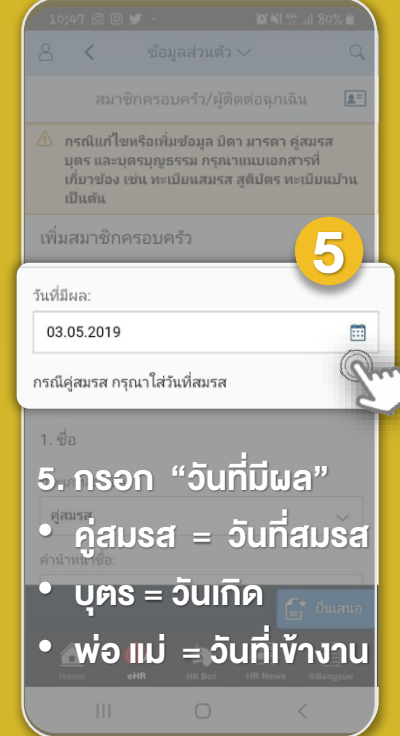 10:47
80%
ข้อมูลส่วนตัว
สมาชิกครอบครัว/ผู้ติดต่อฉุกเฉิน
กรณีแก้ไขหรือเพิ่มข้อมูล บิดา มารดา คู่สมรส
บุตร และบุตรบุญธรรม กรุณาแนบเอกสารที่
เกี่ยวข้อง เช่น ทะเบียนสมรส สูติบัตร ทะเบียนบ้าน
เป็นต้น
เพิ่มสมาชิกครอบครัว
5
วันที่มีผล:
03.05.2019
กรณีคู่สมรส กรุณาใส่วันที่สมรส
1. ชื่อ
5. กรอก “วันที่มีผล”
คู่สมรส
• คู่สมรส = วันที่สมรส
คำนำหน้าชื่อ:
• บุตร = วันเกิด
ยื่นเสนอ
• พ่อ แม่ = วันที่เข้างาน
Home eHR HR Bot HR News @Bangsue